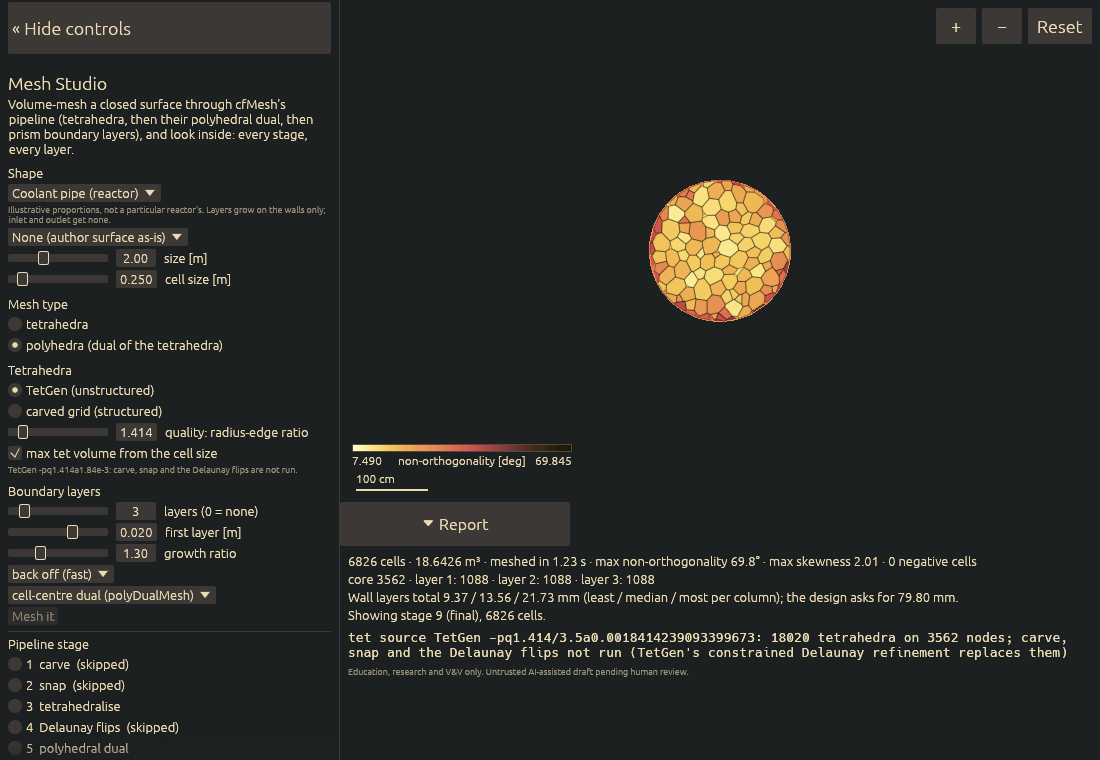 « Hide controls
+
−
Reset
Mesh Studio
Volume-mesh a closed surface through cfMesh's
pipeline (tetrahedra, then their polyhedral dual, then
prism boundary layers), and look inside: every stage,
every layer.
Shape
Coolant pipe (reactor)
Illustrative proportions, not a particular reactor's. Layers grow on the walls only;
inlet and outlet get none.
None (author surface as-is)
2.00 size [m]
0.250 cell size [m]
Mesh type
tetrahedra
polyhedra (dual of the tetrahedra)
Tetrahedra
TetGen (unstructured)
carved grid (structured)
1.414 quality: radius-edge ratio
max tet volume from the cell size
TetGen -pq1.414a1.84e-3: carve, snap and the Delaunay flips are not run.
Boundary layers
3 layers (0 = none)
0.020 first layer [m]
1.30 growth ratio
back off (fast)
cell-centre dual (polyDualMesh)
Mesh it
Pipeline stage
1 carve (skipped)
2 snap (skipped)
3 tetrahedralise
4 Delaunay flips (skipped)
5 polyhedral dual
7.490 non-orthogonality [deg] 69.845
100 cm
Report
6826 cells · 18.6426 m³ · meshed in 1.23 s · max non-orthogonality 69.8° · max skewness 2.01 · 0 negative cells
core 3562 · layer 1: 1088 · layer 2: 1088 · layer 3: 1088
Wall layers total 9.37 / 13.56 / 21.73 mm (least / median / most per column); the design asks for 79.80 mm.
Showing stage 9 (final), 6826 cells.
tet source TetGen -pq1.414/3.5a0.0018414239093399673: 18020 tetrahedra on 3562 nodes; carve,
snap and the Delaunay flips not run (TetGen's constrained Delaunay refinement replaces them)
Education, research and V&V only. Untrusted AI-assisted draft pending human review.